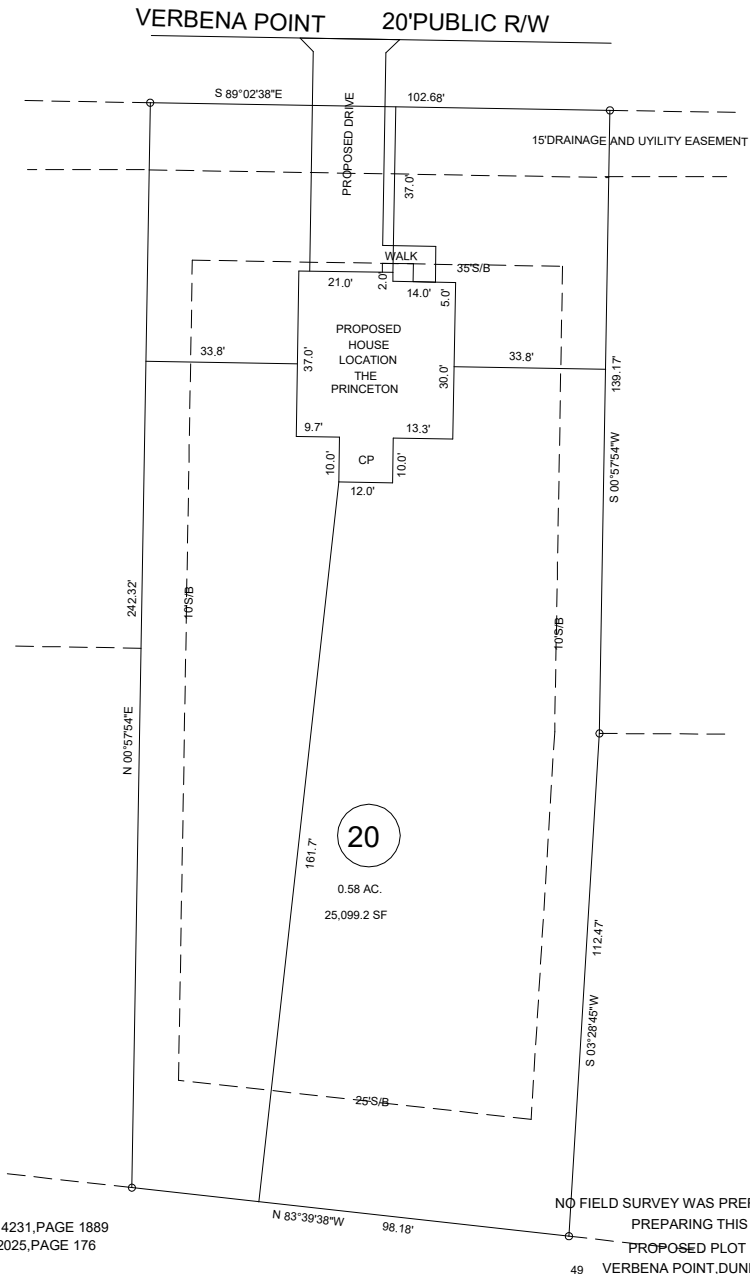 VERBENA POINT 20'PUBLIC R/W
S 89°02'38"E 102.68'
PROPOSED DRIVE
15'DRAINAGE AND UYILITY EASEMENT
37.0'
WALK
35'S/B
21.0'
2.0'
14.0'
5.0'
PROPOSED
HOUSE
LOCATION
THE
PRINCETON
33.8'
37.0'
30.0'
33.8'
139.17'
S 00°57'54"W
9.7'
13.3'
10.0'
CP
10.0'
12.0'
242.32'
N 00°57'54"E
10'S/B
10'S/B
161.7'
20
0.58 AC.
25,099.2 SF
112.47'
S 03°28'45"W
25'S/B
N 83°39'38"W 98.18'
4231,PAGE 1889
2025,PAGE 176
NO FIELD SURVEY WAS
PREPARING THIS
PROPOSED PLOT
49 VERBENA POINT